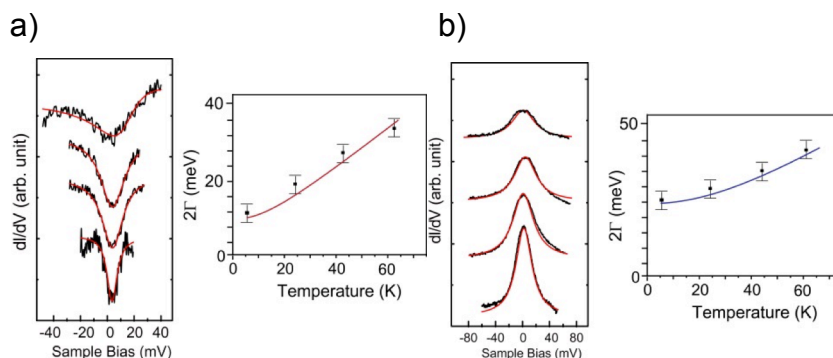 a)
b)
dI/dV (arb. unit)
-40 -20 0 20 40
Sample Bias (mV)
2Γ (meV)
40
20
0
0 20 40 60
Temperature (K)
dI/dV (arb. unit)
-80 -40 0 40 80
Sample Bias (mV)
2Γ (meV)
50
0
0 20 40 60
Temperature (K)